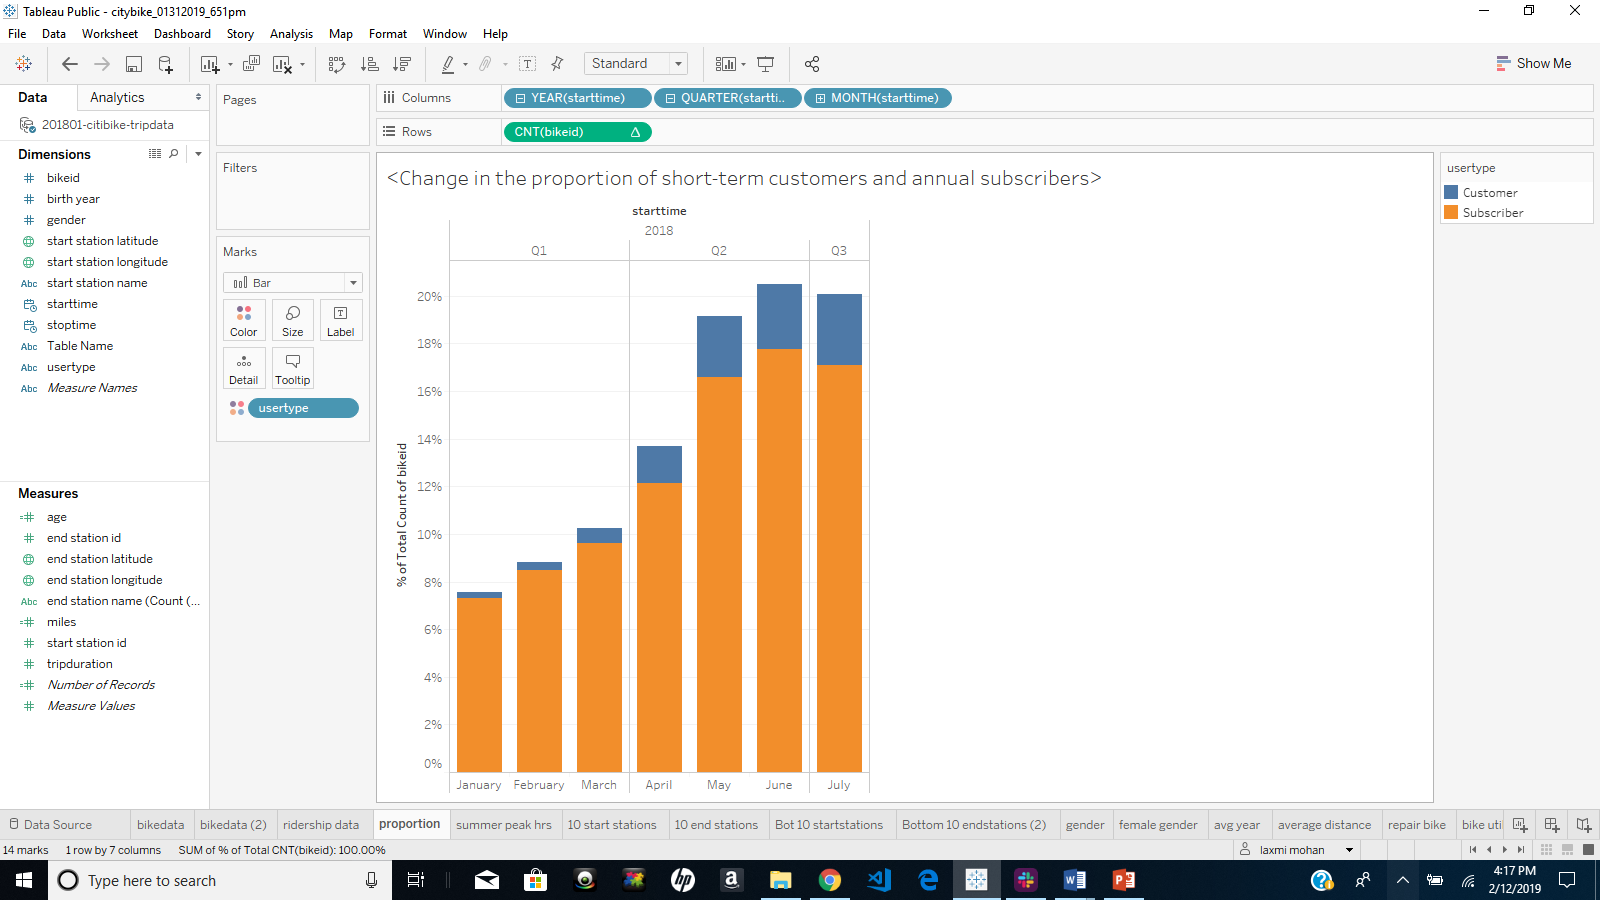 Tableau Public - citybike_01312019_651pm
File Data Worksheet Dashboard Story Analysis Map Format Window Help
Standard
Show Me
Data Analytics
201801-citibike-tripdata
Dimensions
bikeid
birth year
gender
start station latitude
start station longitude
Abc start station name
starttime
stoptime
Abc Table Name
Abc usertype
Abc Measure Names
Measures
age
end station id
end station latitude
end station longitude
Abc end station name (Count (...
miles
start station id
tripduration
Number of Records
Measure Values
Pages
Filters
Marks
Bar
Color Size Label
Detail Tooltip
usertype
Columns YEAR(starttime) QUARTER(startti.. MONTH(starttime)
Rows CNT(bikeid)
<Change in the proportion of short-term customers and annual subscribers>
starttime
2018
Q1 Q2 Q3
20%
18%
16%
14%
12%
10%
8%
6%
4%
2%
0%
% of Total Count of bikeid
January February March April May June July
usertype
Customer
Subscriber
Data Source bikedata bikedata (2) ridership data proportion summer peak hrs 10 start stations 10 end stations Bot 10 startstations Bottom 10 endstations (2) gender female gender avg year average distance repair bike bike uti
14 marks 1 row by 7 columns SUM of % of Total CNT(bikeid): 100.00% laxmi mohan
Type here to search
4:17 PM
2/12/2019